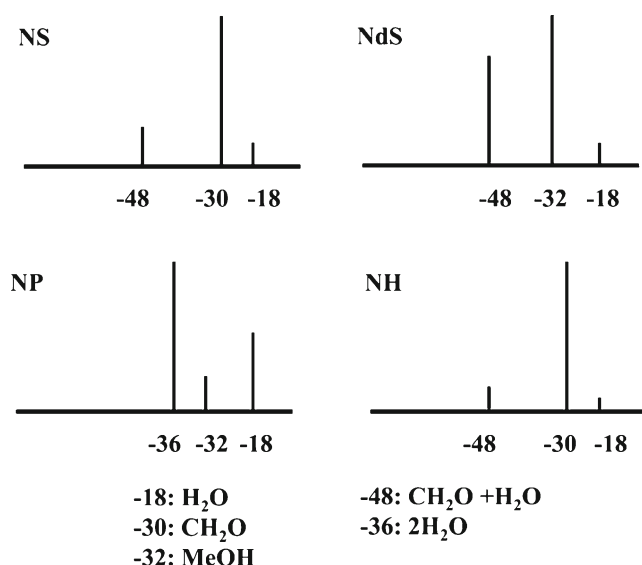 NS
-48 -30 -18
NdS
-48 -32 -18
NP
-36 -32 -18
NH
-48 -30 -18
-18: H₂O
-30: CH₂O
-32: MeOH
-48: CH₂O +H₂O
-36: 2H₂O